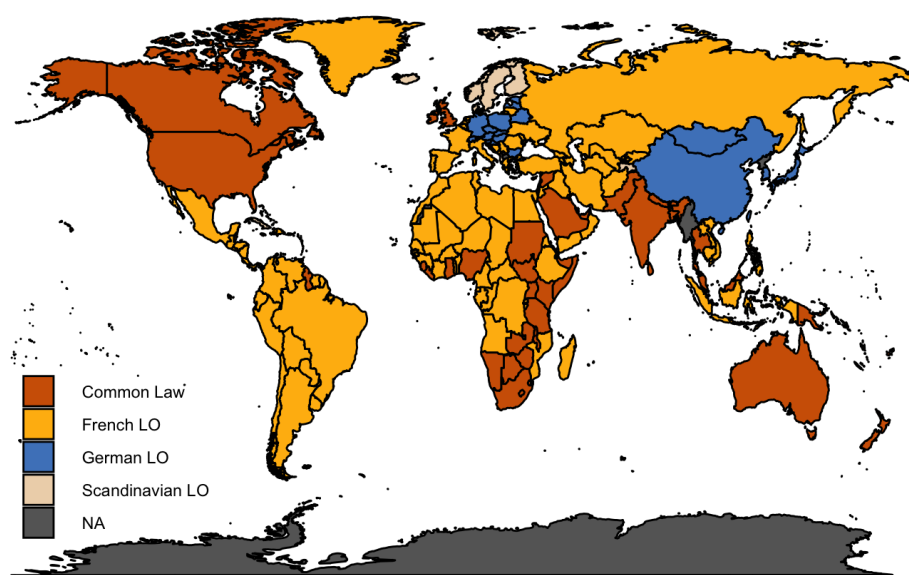 Common Law
French LO
German LO
Scandinavian LO
NA